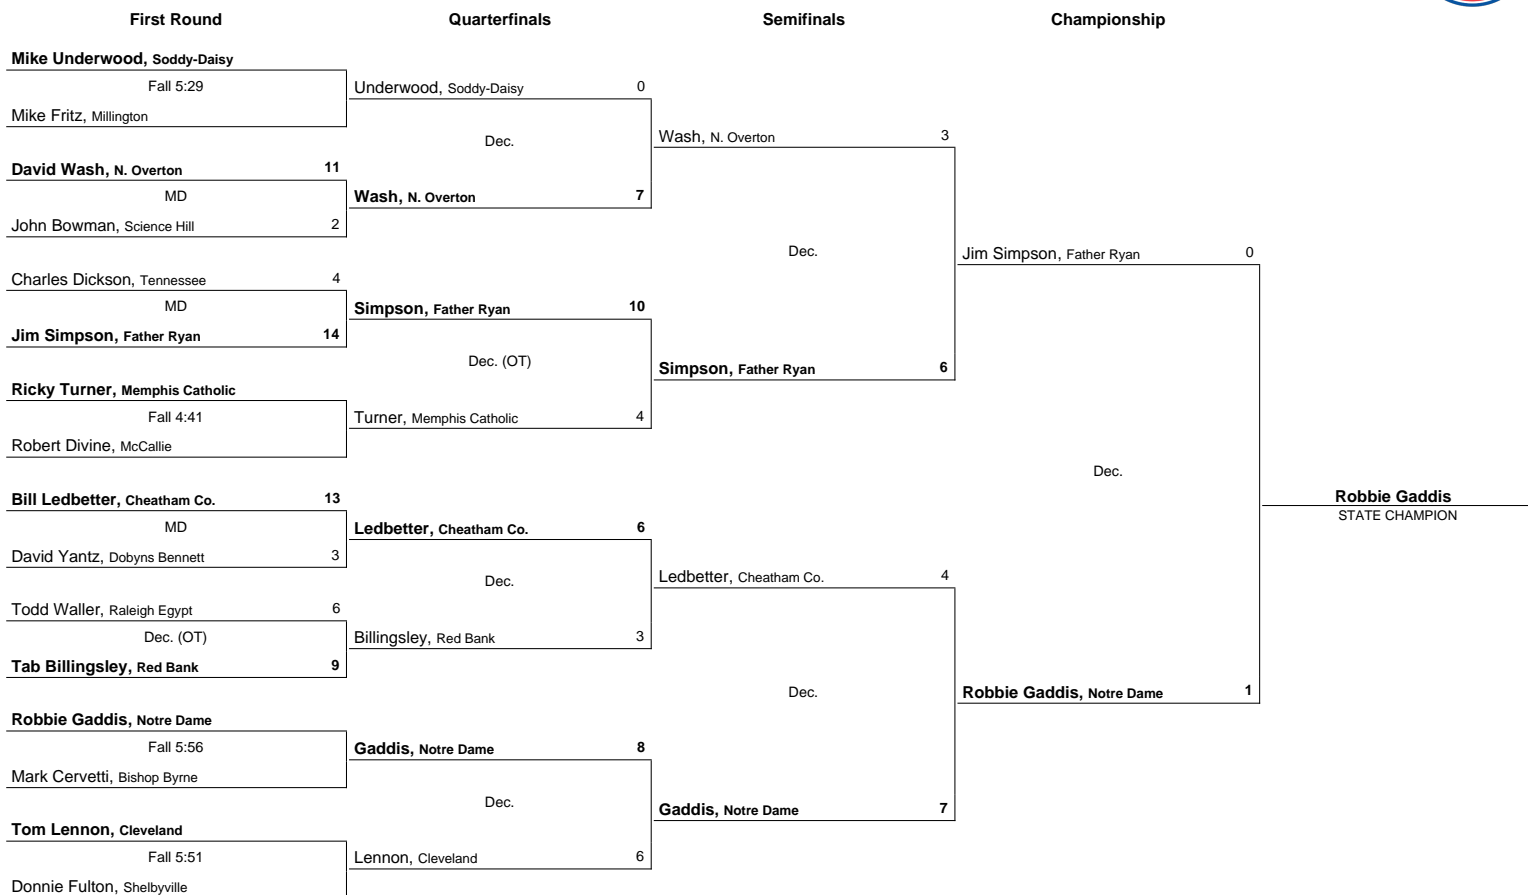 First Round Quarterfinals Semifinals Championship
Mike Underwood, Soddy-Daisy
Fall 5:29
Mike Fritz, Millington
Underwood, Soddy-Daisy 0
Dec.
Wash, N. Overton 7
David Wash, N. Overton 11
MD
John Bowman, Science Hill 2
Wash, N. Overton 3
Dec.
Simpson, Father Ryan 6
Charles Dickson, Tennessee 4
MD
Jim Simpson, Father Ryan 14
Simpson, Father Ryan 10
Dec. (OT)
Turner, Memphis Catholic 4
Ricky Turner, Memphis Catholic
Fall 4:41
Robert Divine, McCallie
Jim Simpson, Father Ryan 0
Dec.
Robbie Gaddis, Notre Dame 1
Robbie Gaddis
STATE CHAMPION
Bill Ledbetter, Cheatham Co. 13
MD
David Yantz, Dobyns Bennett 3
Ledbetter, Cheatham Co. 6
Dec.
Billingsley, Red Bank 3
Todd Waller, Raleigh Egypt 6
Dec. (OT)
Tab Billingsley, Red Bank 9
Ledbetter, Cheatham Co. 4
Dec.
Gaddis, Notre Dame 7
Robbie Gaddis, Notre Dame
Fall 5:56
Mark Cervetti, Bishop Byrne
Gaddis, Notre Dame 8
Dec.
Lennon, Cleveland 6
Tom Lennon, Cleveland
Fall 5:51
Donnie Fulton, Shelbyville